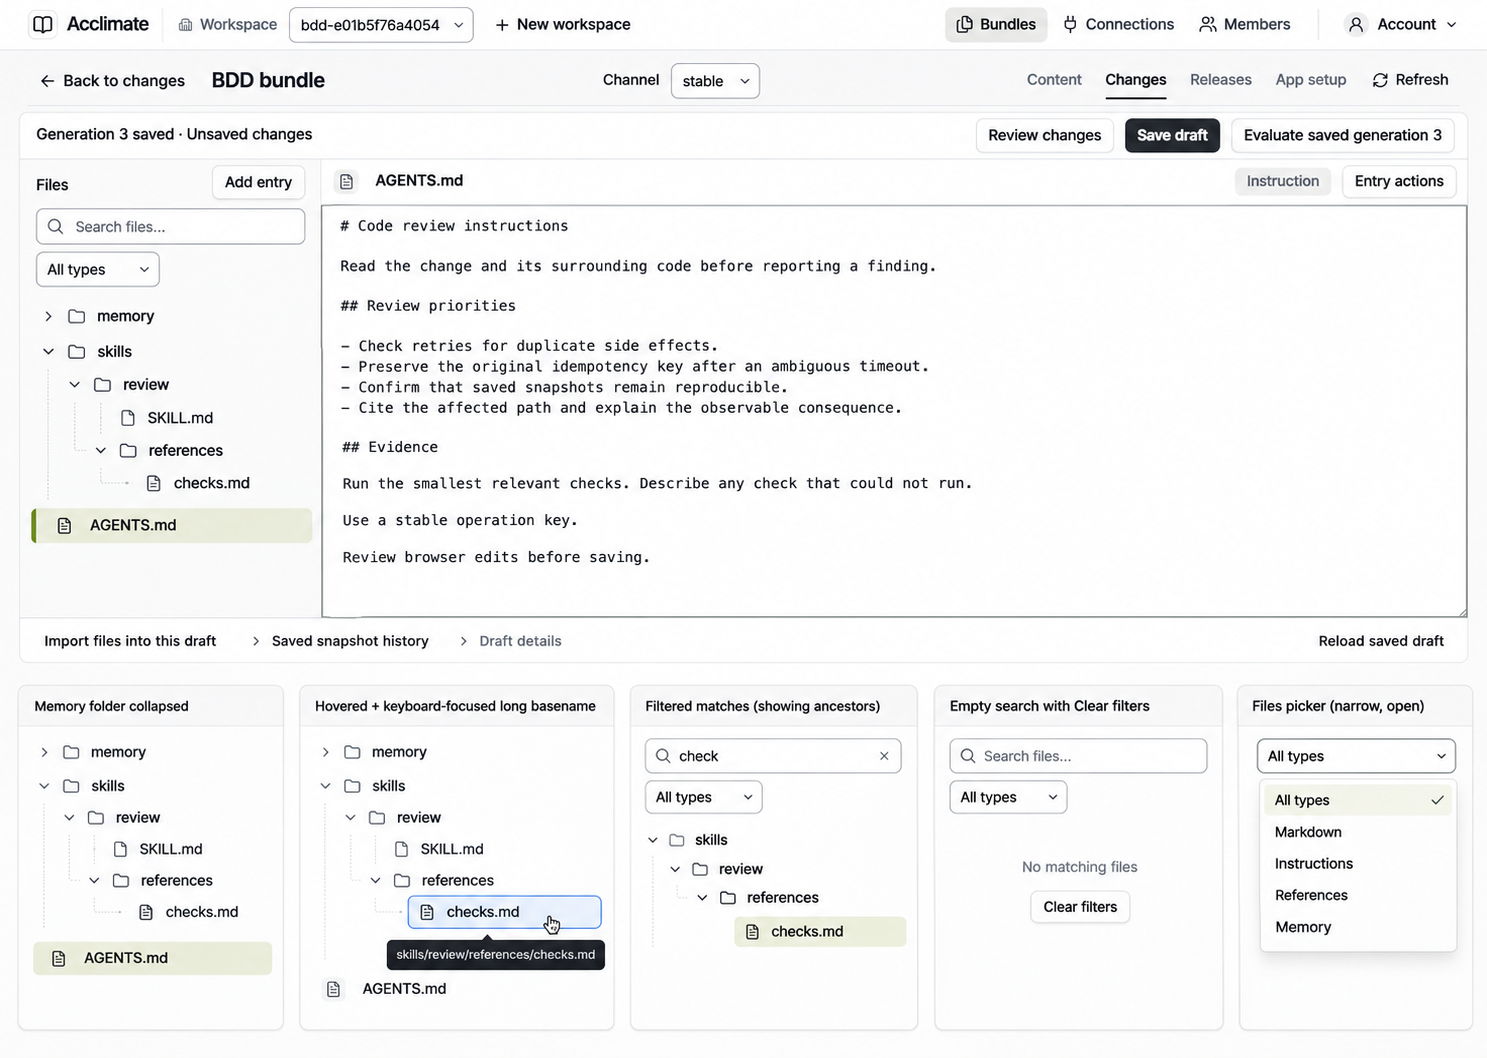 Acclimate
Workspace
bdd-e01b5f76a4054
+ New workspace
Bundles
Connections
Members
Account
← Back to changes
BDD bundle
Channel
stable
Content
Changes
Releases
App setup
Refresh
Generation 3 saved · Unsaved changes
Review changes
Save draft
Evaluate saved generation 3
Files
Add entry
Search files...
All types
memory
skills
review
SKILL.md
references
checks.md
AGENTS.md
AGENTS.md
Instruction
Entry actions
# Code review instructions
Read the change and its surrounding code before reporting a finding.
## Review priorities
– Check retries for duplicate side effects.
– Preserve the original idempotency key after an ambiguous timeout.
– Confirm that saved snapshots remain reproducible.
– Cite the affected path and explain the observable consequence.
## Evidence
Run the smallest relevant checks. Describe any check that could not run.
Use a stable operation key.
Review browser edits before saving.
Import files into this draft
Saved snapshot history
Draft details
Reload saved draft
Memory folder collapsed
memory
skills
review
SKILL.md
references
checks.md
AGENTS.md
Hovered + keyboard-focused long basename
memory
skills
review
SKILL.md
references
checks.md
skills/review/references/checks.md
AGENTS.md
Filtered matches (showing ancestors)
check
All types
skills
review
references
checks.md
Empty search with Clear filters
Search files...
All types
No matching files
Clear filters
Files picker (narrow, open)
All types
All types
Markdown
Instructions
References
Memory